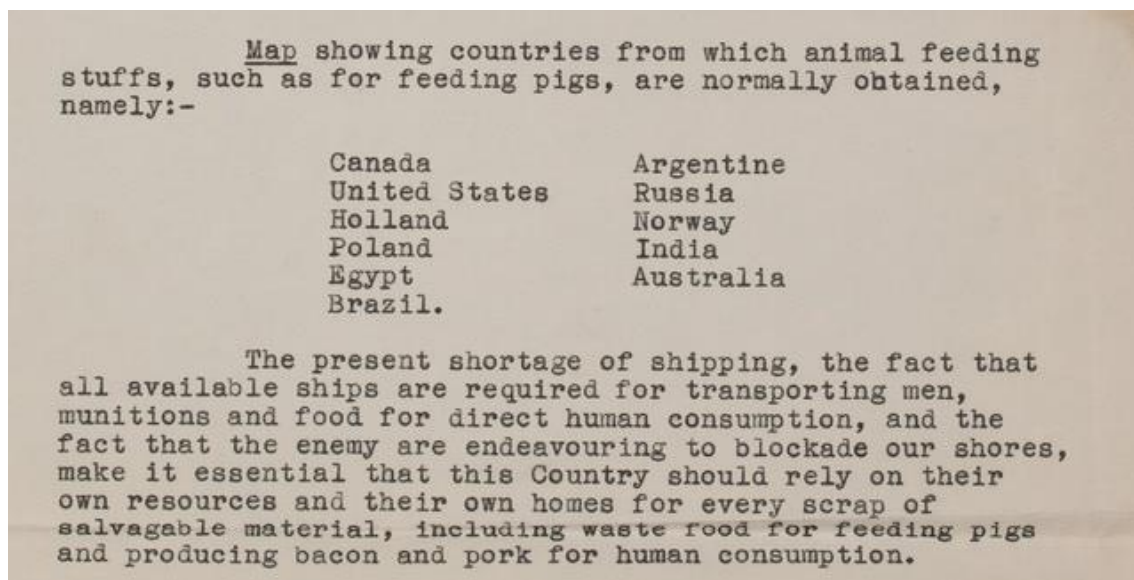 Map showing countries from which animal feeding
stuffs, such as for feeding pigs, are normally obtained,
namely:-
Canada Argentine
United States Russia
Holland Norway
Poland India
Egypt Australia
Brazil.
The present shortage of shipping, the fact that
all available ships are required for transporting men,
munitions and food for direct human consumption, and the
fact that the enemy are endeavouring to blockade our shores,
make it essential that this Country should rely on their
own resources and their own homes for every scrap of
salvagable material, including waste food for feeding pigs
and producing bacon and pork for human consumption.